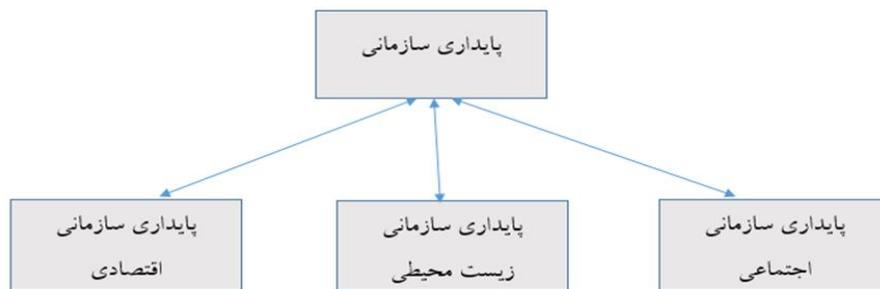 پایداری سازمانی
پایداری سازمانی
اجتماعی
پایداری سازمانی
زیست محیطی
پایداری سازمانی
اقتصادی